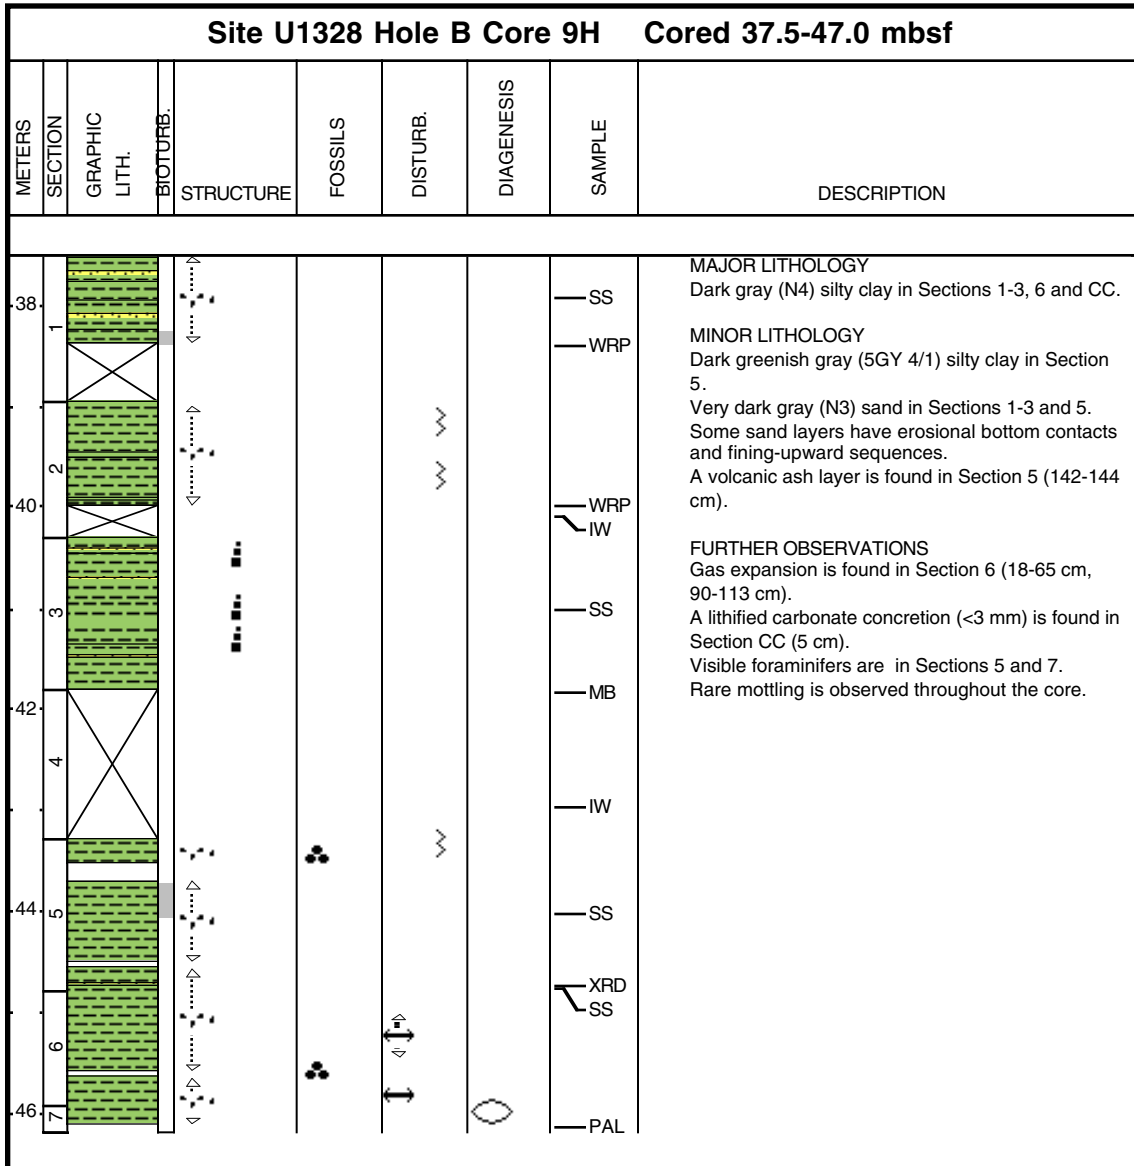 Site U1328 Hole B Core 9H Cored 37.5-47.0 mbsf
METERS
SECTION
GRAPHIC
LITH.
BIOTURB.
STRUCTURE
FOSSILS
DISTURB.
DIAGENESIS
SAMPLE
DESCRIPTION
MAJOR LITHOLOGY
Dark gray (N4) silty clay in Sections 1-3, 6 and CC.
MINOR LITHOLOGY
Dark greenish gray (5GY 4/1) silty clay in Section
5.
Very dark gray (N3) sand in Sections 1-3 and 5.
Some sand layers have erosional bottom contacts
and fining-upward sequences.
A volcanic ash layer is found in Section 5 (142-144
cm).
FURTHER OBSERVATIONS
Gas expansion is found in Section 6 (18-65 cm,
90-113 cm).
A lithified carbonate concretion (<3 mm) is found in
Section CC (5 cm).
Visible foraminifers are in Sections 5 and 7.
Rare mottling is observed throughout the core.
38
40
42
44
46
1
2
3
4
5
6
7
SS
WRP
WRP
IW
SS
MB
IW
SS
XRD
SS
PAL